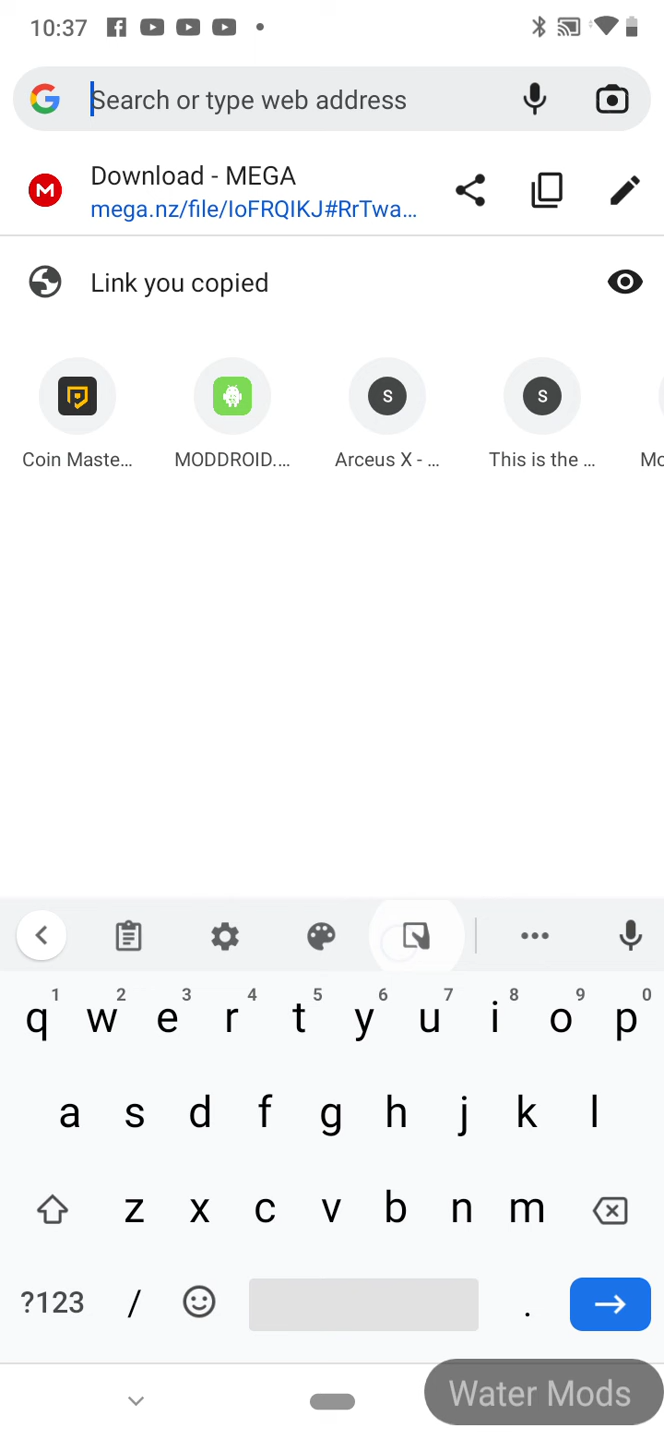 10:37
Search or type web address
Download - MEGA
mega.nz/file/IoFRQIKJ#RrTwa...
Link you copied
S
S
Coin Maste...
MODDROID....
Arceus X - ...
This is the ...
Mo
1 2 3 4 5 6 7 8 9 0
q w e r t y u i o p
a s d f g h j k l
z x c v b n m
?123 / .
Water Mods